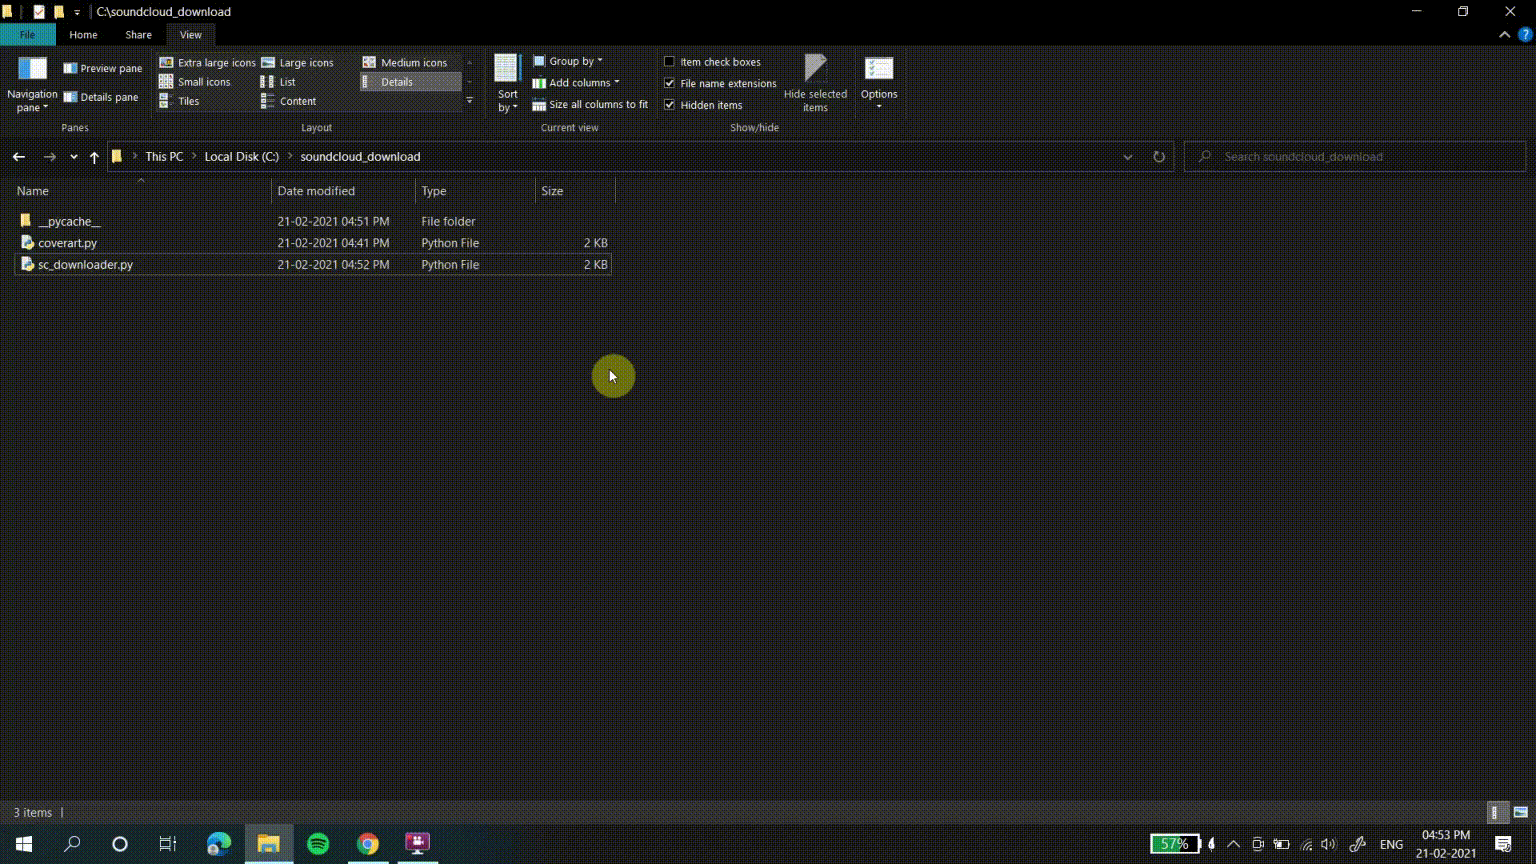 C:\soundcloud_download
File Home Share View
Navigation pane
Preview pane
Details pane
Panes
Extra large icons Large icons Medium icons
Small icons List Details
Tiles Content
Layout
Sort by
Group by
Add columns
Size all columns to fit
Current view
Item check boxes
File name extensions
Hidden items
Hide selected items
Show/hide
Options
This PC Local Disk (C:) soundcloud_download
Search soundcloud_download
Name Date modified Type Size
__pycache__ 21-02-2021 04:51 PM File folder
coverart.py 21-02-2021 04:41 PM Python File 2 KB
sc_downloader.py 21-02-2021 04:52 PM Python File 2 KB
3 items
57%
ENG
04:53 PM
21-02-2021